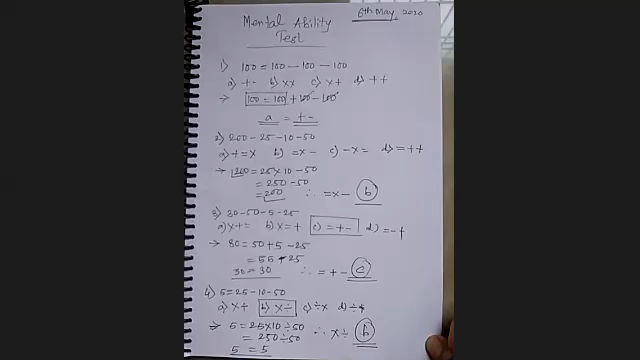 Mental Ability
Test
6th May, 2020
1) 100 = 100 — 100 — 100
a) +- b) xx c) x+ d) ++
→ 100 = 100 + 100 - 100
a = +-
2) 200 - 25 - 10 - 50
a) + = x b) = x - c) - x = d) = + +
→ 200 = 25 x 10 - 50
= 250 - 50
= 200 ∴ = x - b
3) 30 - 50 - 5 - 25
a) x + = b) x = + c) = + - d) = - +
→ 30 = 50 + 5 - 25
= 55 - 25
30 = 30 ∴ = + - c
4) 5 = 25 - 10 - 50
a) x + b) x ÷ c) ÷ x d) ÷ +
→ 5 = 25 x 10 ÷ 50 ∴ x ÷ b
= 250 ÷ 50
5 = 5